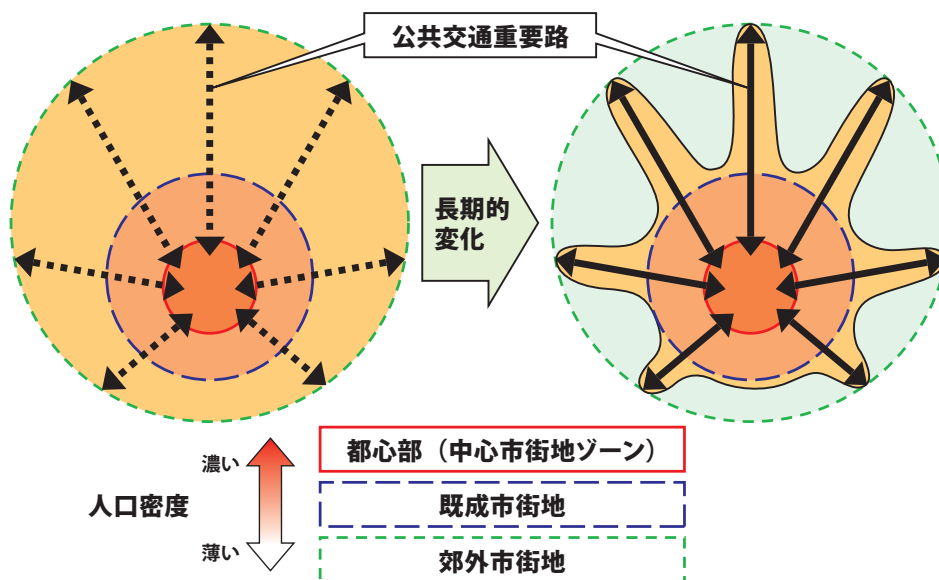 公共交通重要路
長期的
変化
濃い
人口密度
薄い
都心部（中心市街地ゾーン）
既成市街地
郊外市街地